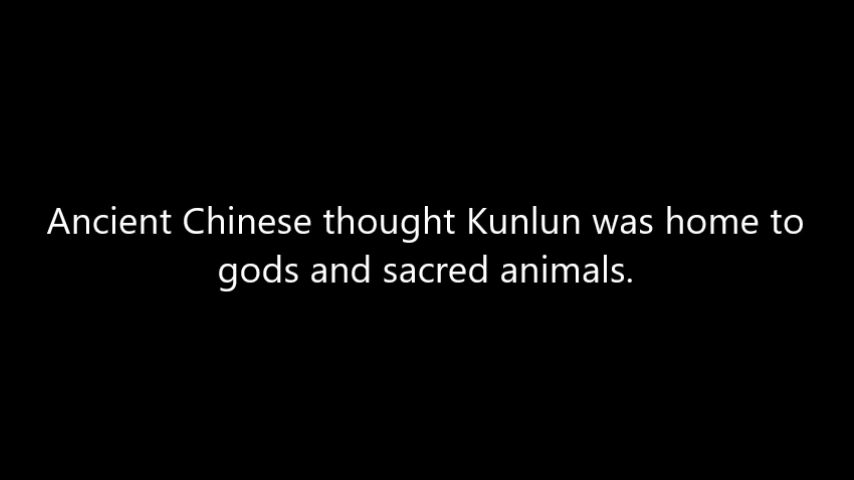 Ancient Chinese thought Kunlun was home to
gods and sacred animals.